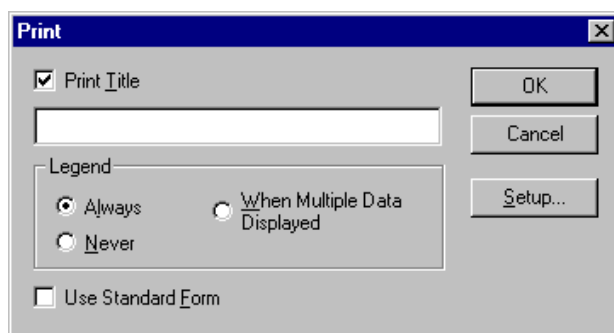 Print
Print Title
OK
Cancel
Legend
Always
When Multiple Data
Displayed
Never
Setup...
Use Standard Form